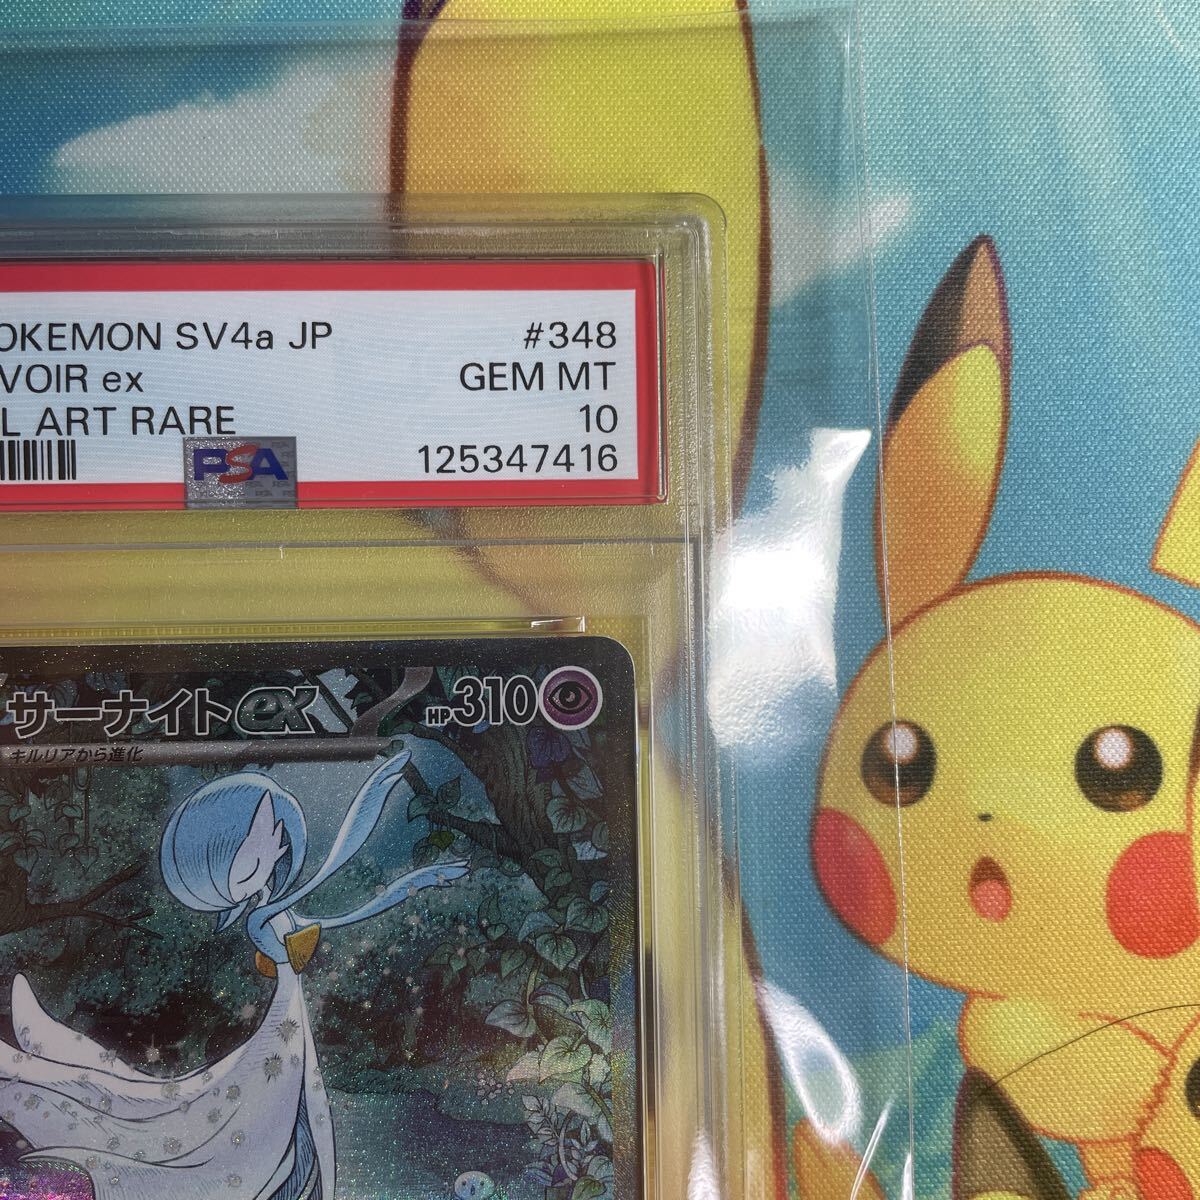 OKEMON SV4a JP #348
VOIR ex GEM MT
L ART RARE 10
PSA 125347416
サーナイトex HP310
キルリアから進化